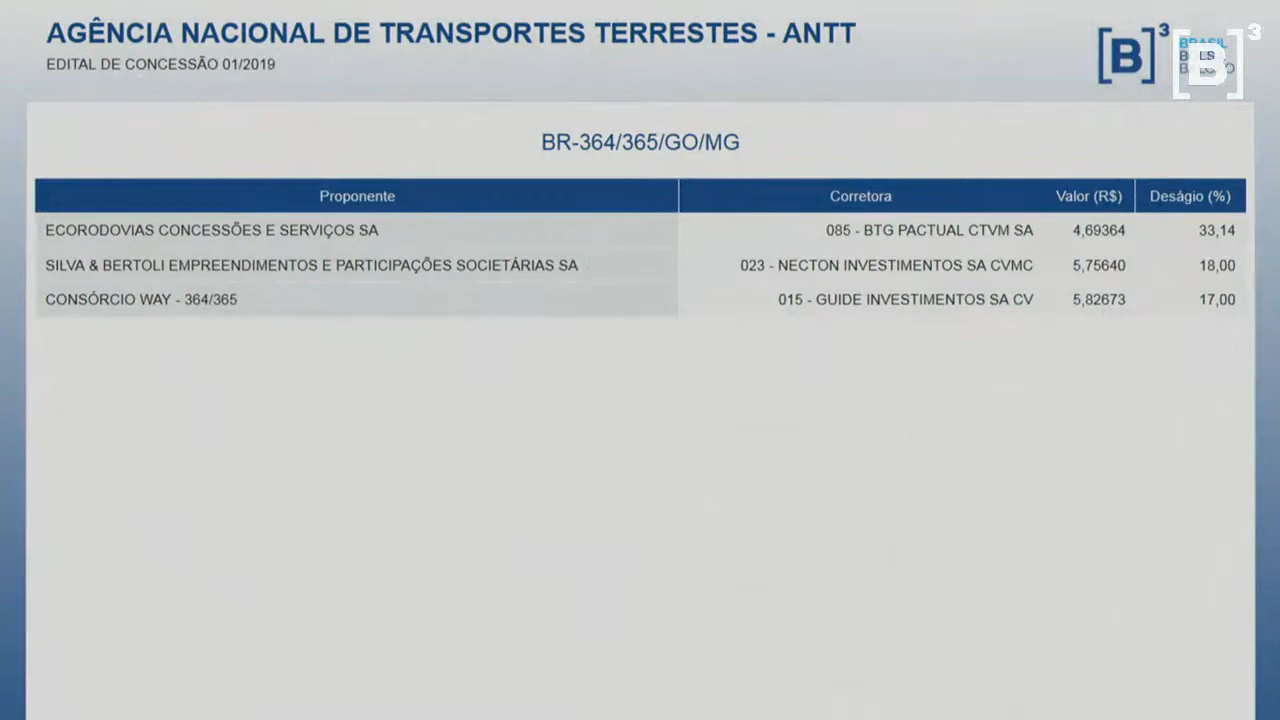 AGÊNCIA NACIONAL DE TRANSPORTES TERRESTES - ANTT
EDITAL DE CONCESSÃO 01/2019
[B]³
BRASIL
[B]³
BR-364/365/GO/MG
Proponente Corretora Valor (R$) Deságio (%)
ECORODOVIAS CONCESSÕES E SERVIÇOS SA 085 - BTG PACTUAL CTVM SA 4,69364 33,14
SILVA & BERTOLI EMPREENDIMENTOS E PARTICIPAÇÕES SOCIETÁRIAS SA 023 - NECTON INVESTIMENTOS SA CVMC 5,75640 18,00
CONSÓRCIO WAY - 364/365 015 - GUIDE INVESTIMENTOS SA CV 5,82673 17,00